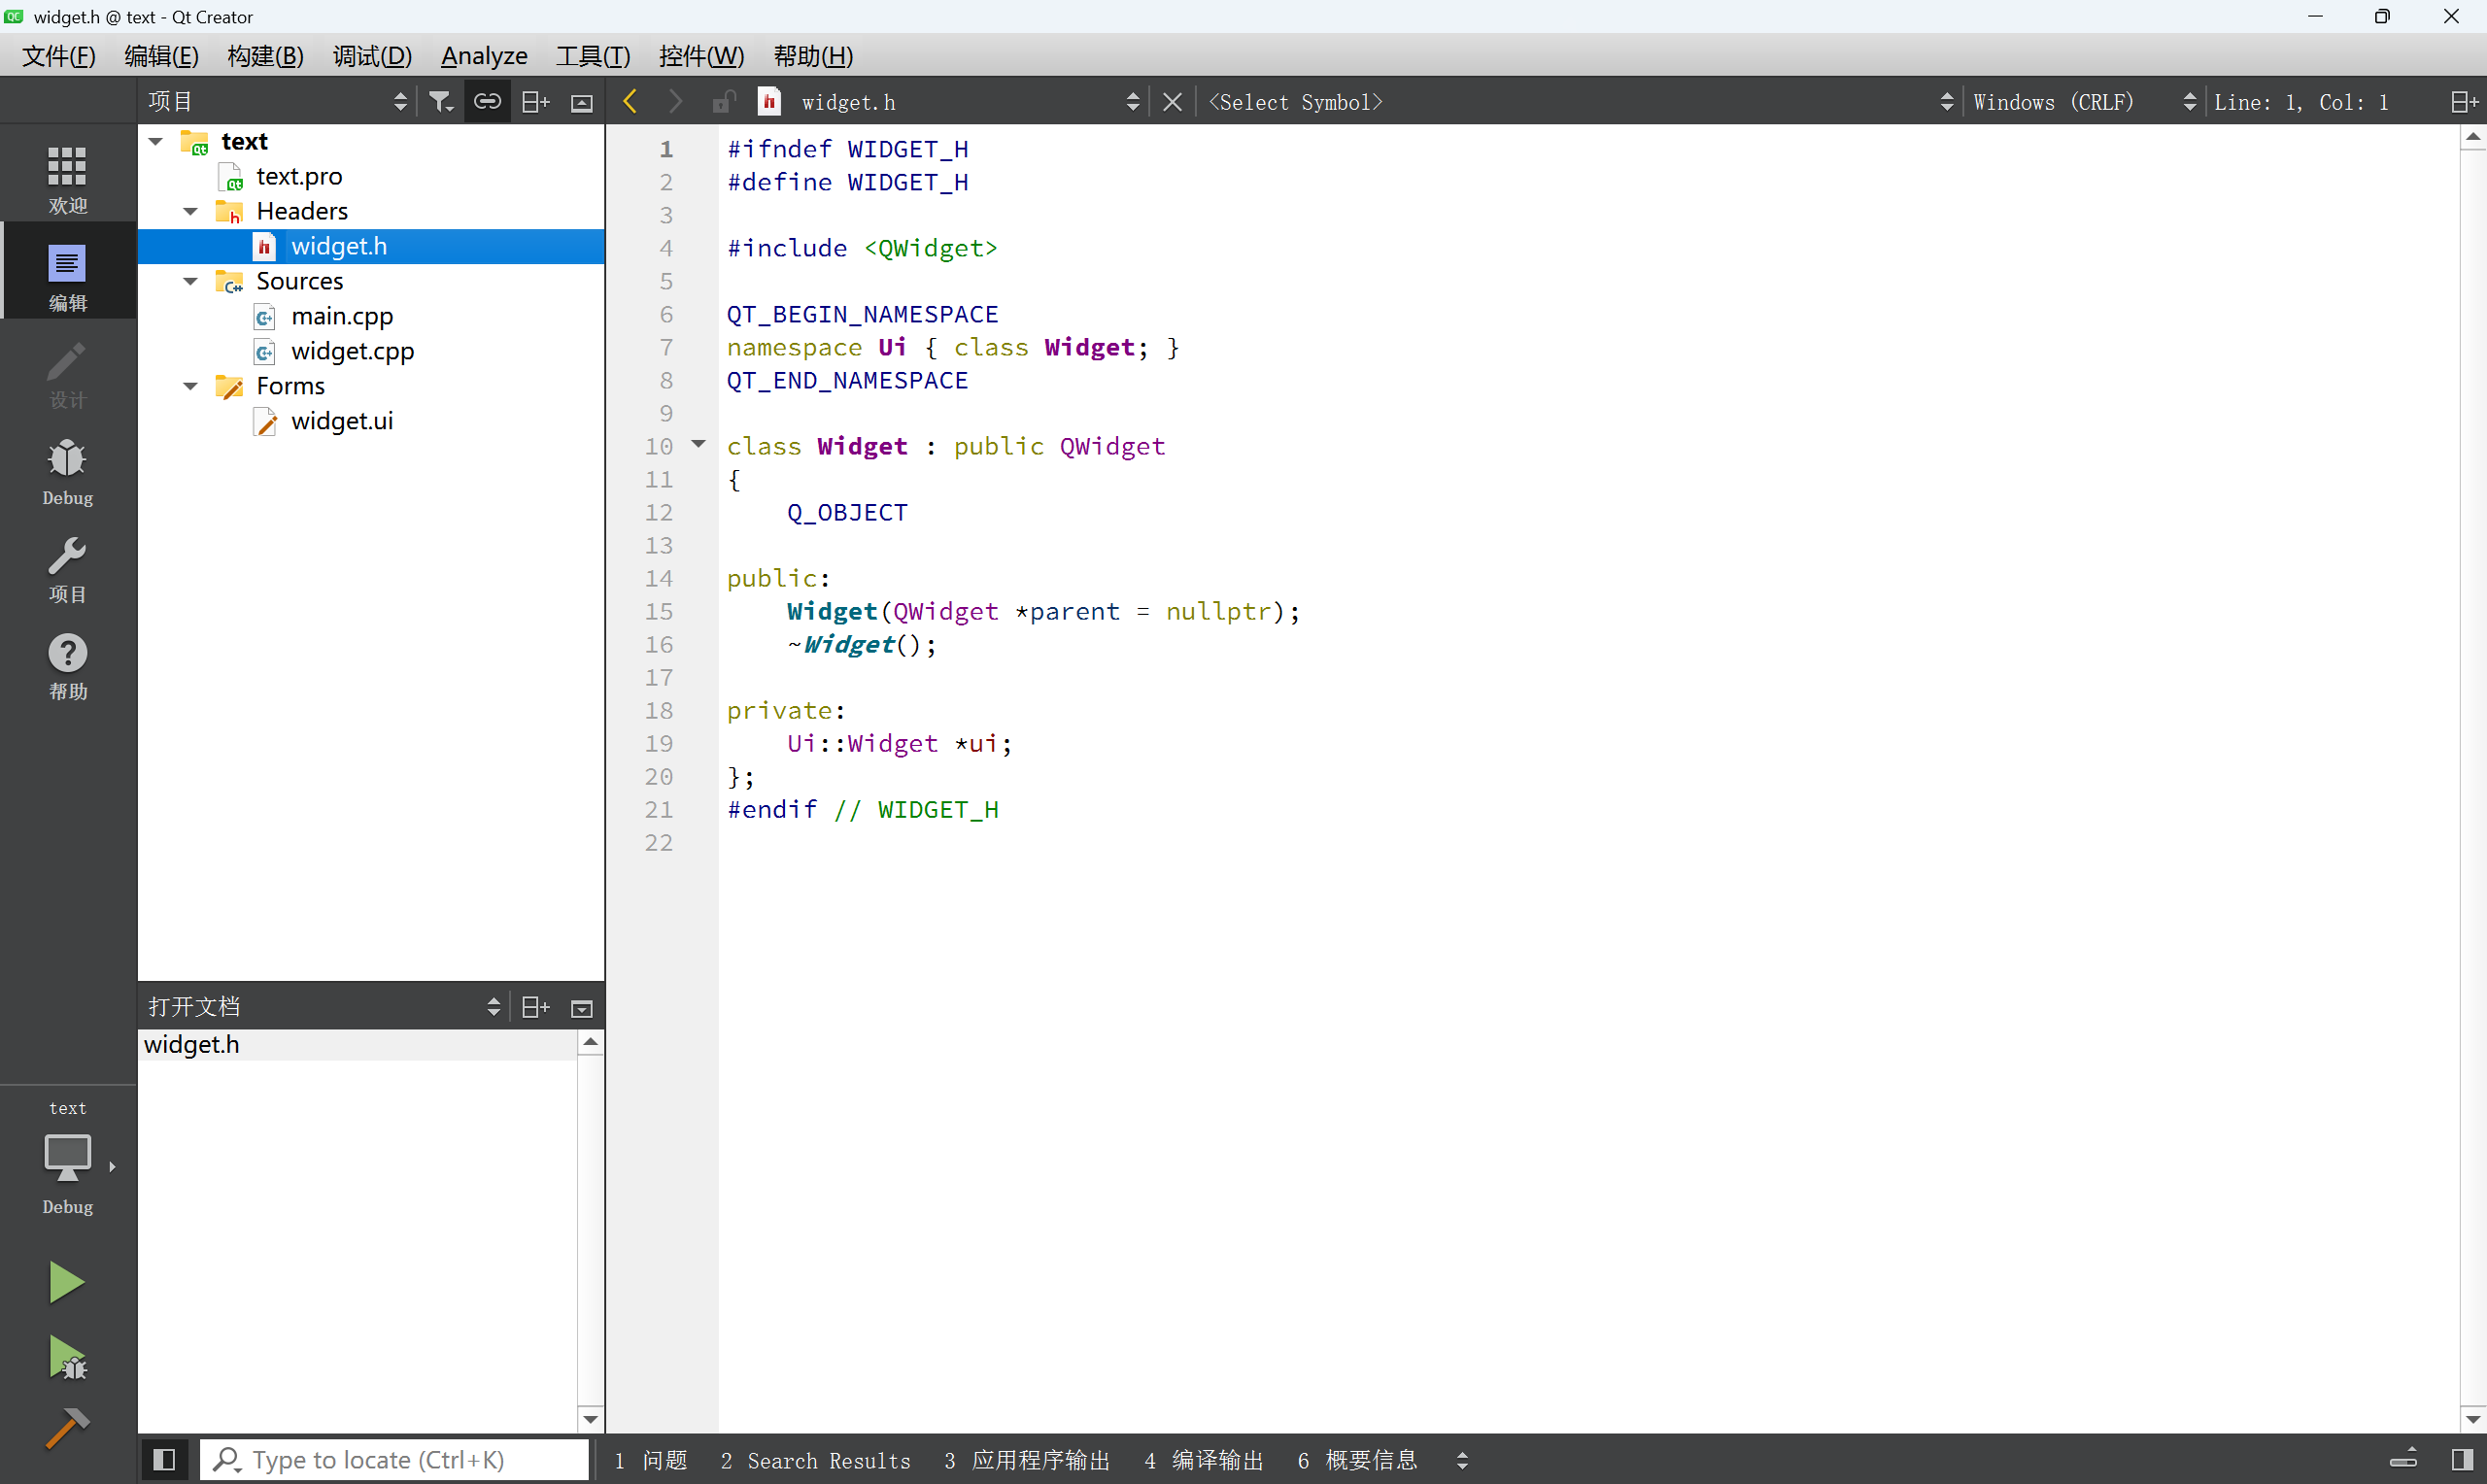 widget.h @ text - Qt Creator
文件(F) 编辑(E) 构建(B) 调试(D) Analyze 工具(T) 控件(W) 帮助(H)
项目
widget.h
<Select Symbol>
Windows (CRLF)
Line: 1, Col: 1
欢迎
编辑
设计
Debug
项目
帮助
text
Debug
text
text.pro
Headers
widget.h
Sources
main.cpp
widget.cpp
Forms
widget.ui
打开文档
widget.h
1 #ifndef WIDGET_H
2 #define WIDGET_H
3
4 #include <QWidget>
5
6 QT_BEGIN_NAMESPACE
7 namespace Ui { class Widget; }
8 QT_END_NAMESPACE
9
10 class Widget : public QWidget
11 {
12     Q_OBJECT
13
14 public:
15     Widget(QWidget *parent = nullptr);
16     ~Widget();
17
18 private:
19     Ui::Widget *ui;
20 };
21 #endif // WIDGET_H
22
Type to locate (Ctrl+K)
1 问题 2 Search Results 3 应用程序输出 4 编译输出 6 概要信息